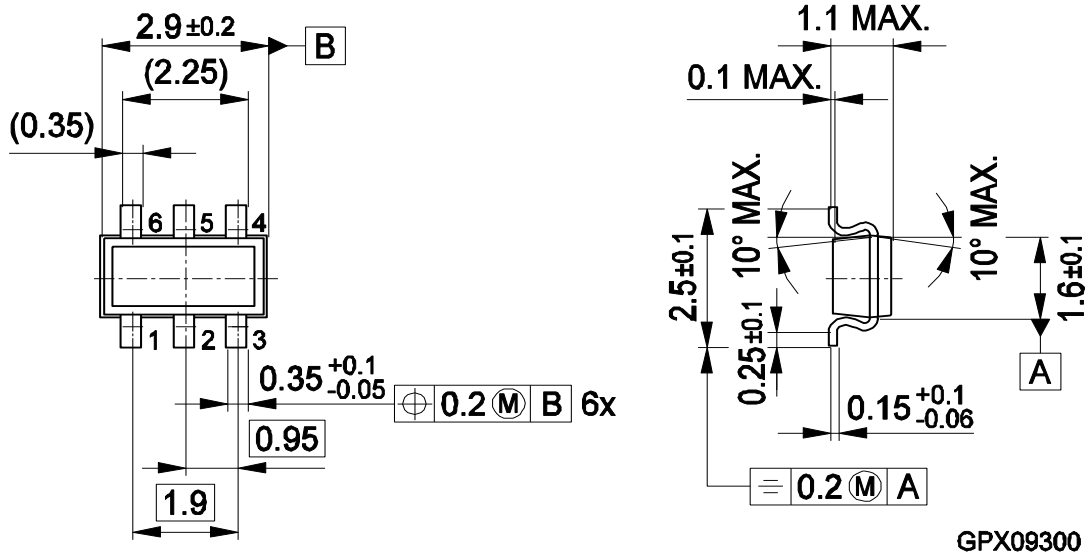 2.9±0.2
B
(2.25)
(0.35)
6 5 4
1 2 3
0.35 +0.1 -0.05
0.2 M B 6x
0.95
1.9
1.1 MAX.
0.1 MAX.
10° MAX.
10° MAX.
2.5±0.1
0.25±0.1
1.6±0.1
A
0.15 +0.1 -0.06
0.2 M A
GPX09300